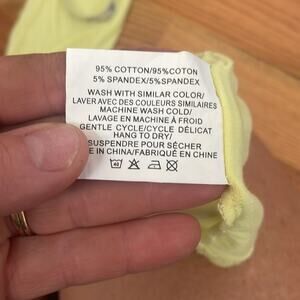 95% COTTON/95%COTON
5% SPANDEX/5%SPANDEX
WASH WITH SIMILAR COLOR/
LAVER AVEC DES COULEURS SIMILAIRES
MACHINE WASH COLD/
LAVAGE EN MACHINE À FROID
GENTLE CYCLE/CYCLE DÉLICAT
HANG TO DRY/
SUSPENDRE POUR SÉCHER
IN CHINA/FABRIQUÉ EN CHINE